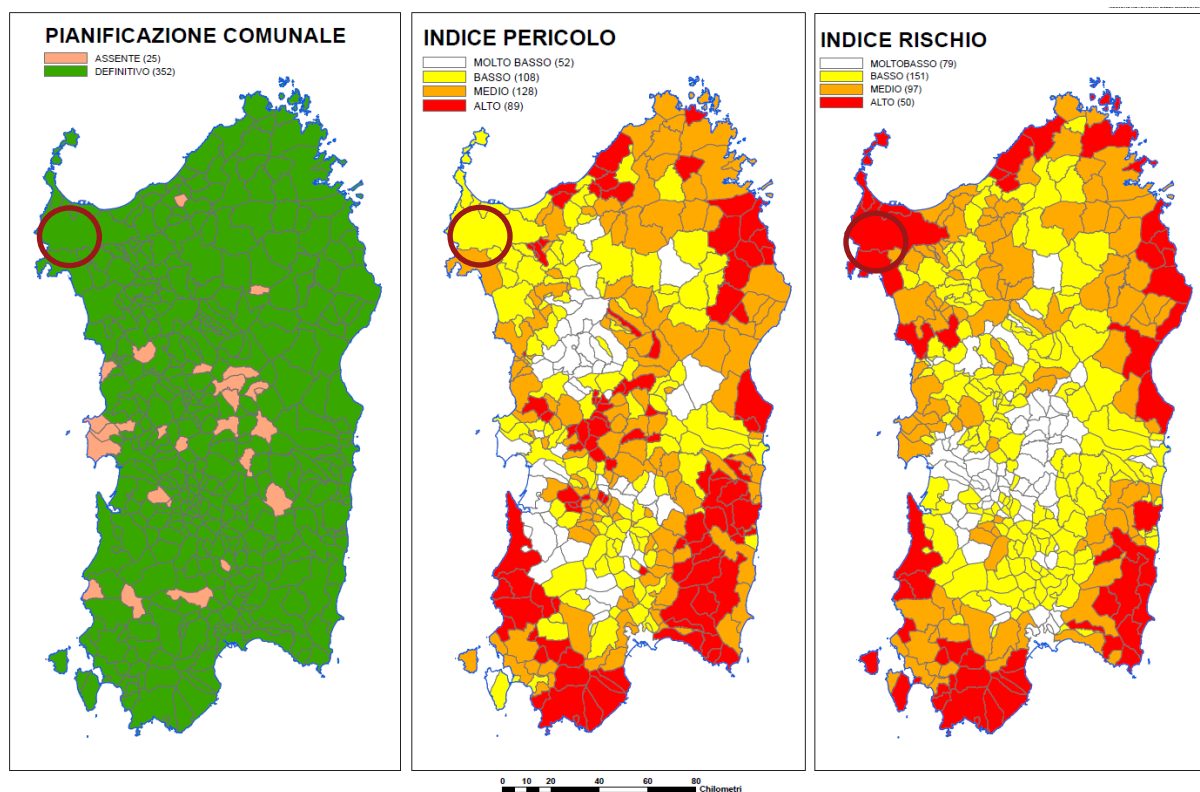 PIANIFICAZIONE COMUNALE
ASSENTE (25)
DEFINITIVO (352)
INDICE PERICOLO
MOLTO BASSO (52)
BASSO (108)
MEDIO (128)
ALTO (89)
INDICE RISCHIO
MOLTOBASSO (79)
BASSO (151)
MEDIO (97)
ALTO (50)
0 10 20 40 60 80
Chilometri